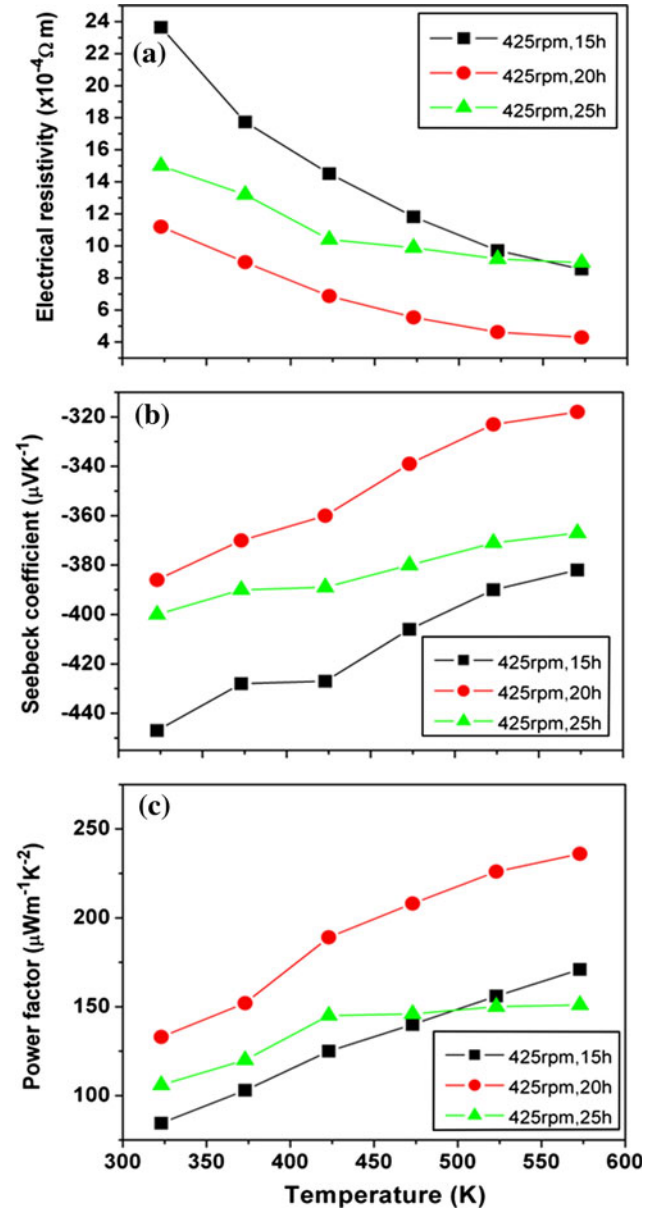 24
22
20
18
16
14
12
10
8
6
4
Electrical resistivity (x10⁻⁴Ω m)
(a)
425rpm,15h
425rpm,20h
425rpm,25h
-320
-340
-360
-380
-400
-420
-440
Seebeck coefficient (μVK⁻¹)
(b)
425rpm,15h
425rpm,20h
425rpm,25h
250
200
150
100
Power factor (μWm⁻¹K⁻²)
(c)
425rpm,15h
425rpm,20h
425rpm,25h
300 350 400 450 500 550 600
Temperature (K)